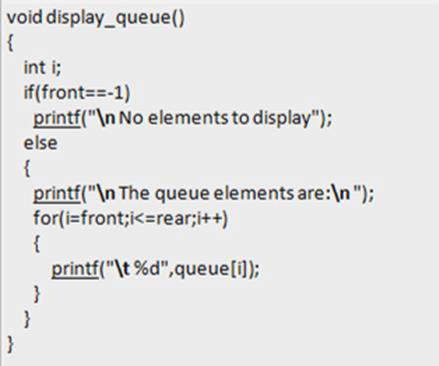 void display_queue()
{
int i;
if(front==-1)
printf("\n No elements to display");
else
{
printf("\n The queue elements are:\n ");
for(i=front;i<=rear;i++)
{
printf("\t %d",queue[i]);
}
}
}